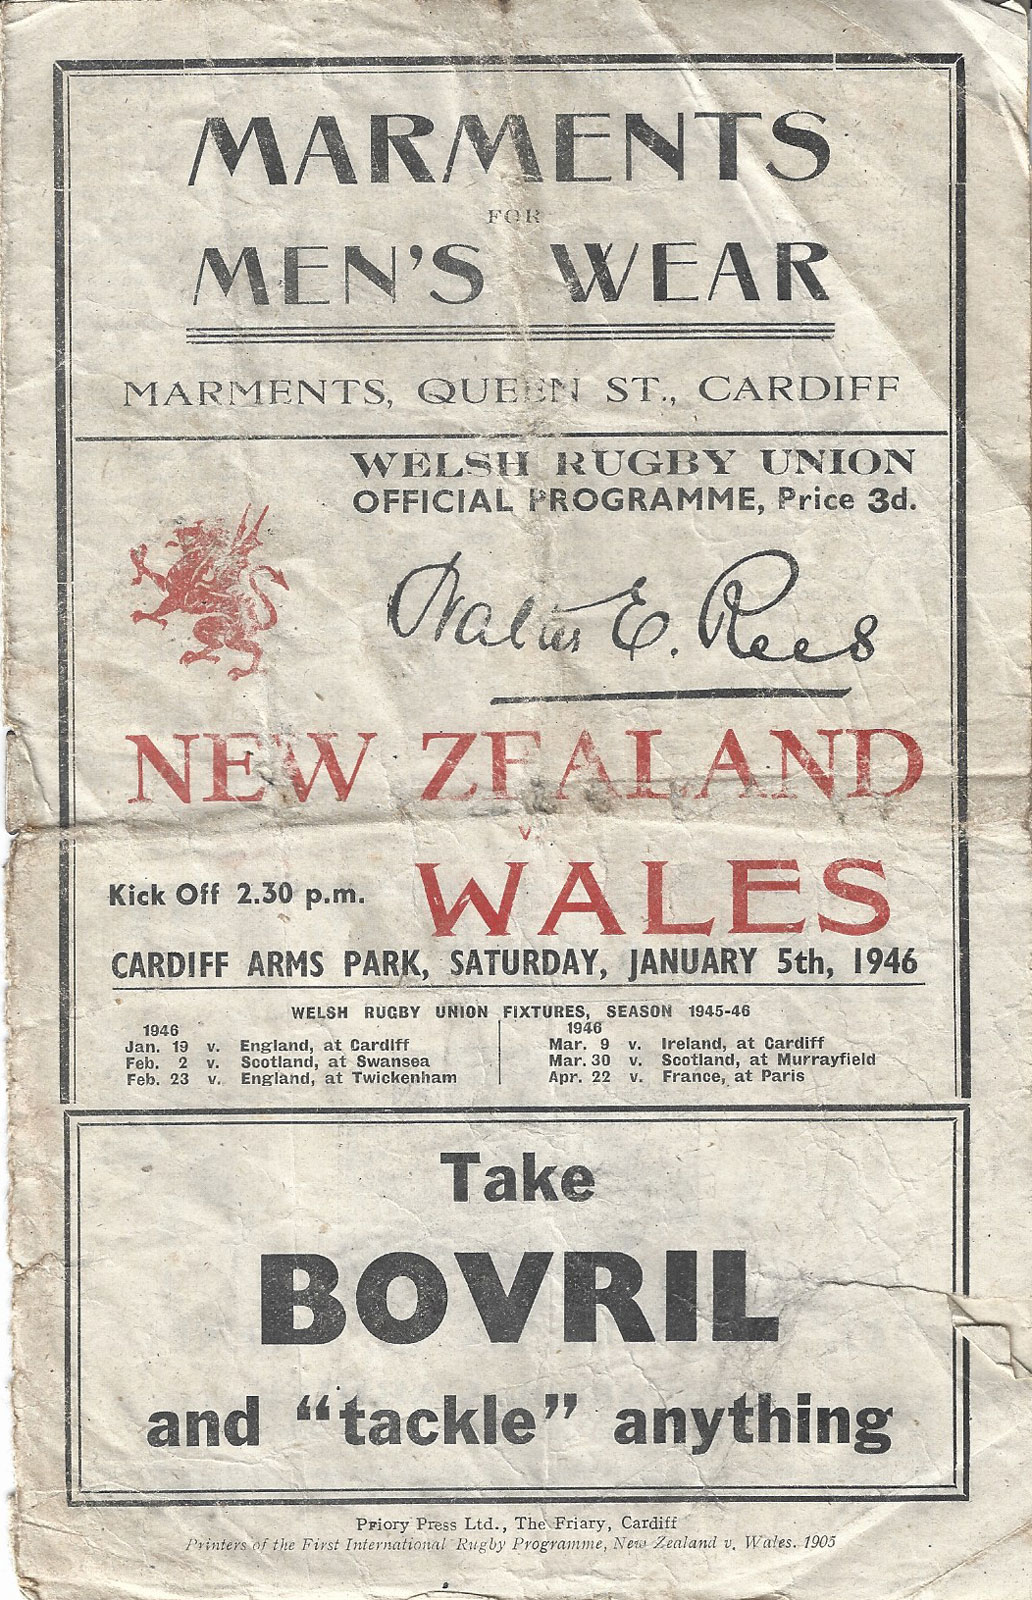 MARMENTS
FOR
MEN'S WEAR
MARMENTS, QUEEN ST., CARDIFF
WELSH RUGBY UNION
OFFICIAL PROGRAMME, Price 3d.
Walter E. Rees
NEW ZEALAND
v.
WALES
Kick Off 2.30 p.m.
CARDIFF ARMS PARK, SATURDAY, JANUARY 5th, 1946
WELSH RUGBY UNION FIXTURES, SEASON 1945-46
1946
Jan. 19 v. England, at Cardiff
Feb. 2 v. Scotland, at Swansea
Feb. 23 v. England, at Twickenham
1946
Mar. 9 v. Ireland, at Cardiff
Mar. 30 v. Scotland, at Murrayfield
Apr. 22 v. France, at Paris
Take
BOVRIL
and "tackle" anything
Priory Press Ltd., The Friary, Cardiff
Printers of the First International Rugby Programme, New Zealand v. Wales. 1905